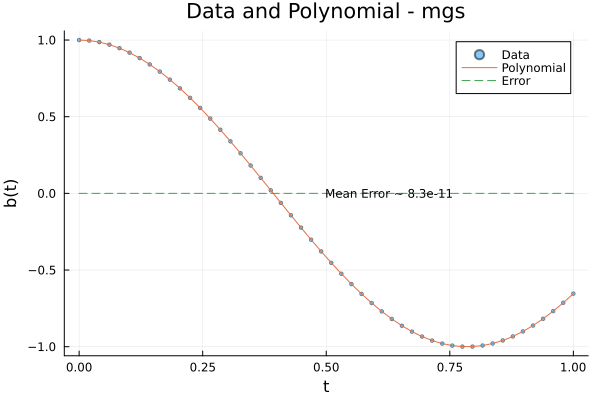 Data and Polynomial - mgs
Data
Polynomial
Error
1.0
0.5
0.0
−0.5
−1.0
b(t)
Mean Error ~ 8.3e-11
0.00
0.25
0.50
0.75
1.00
t